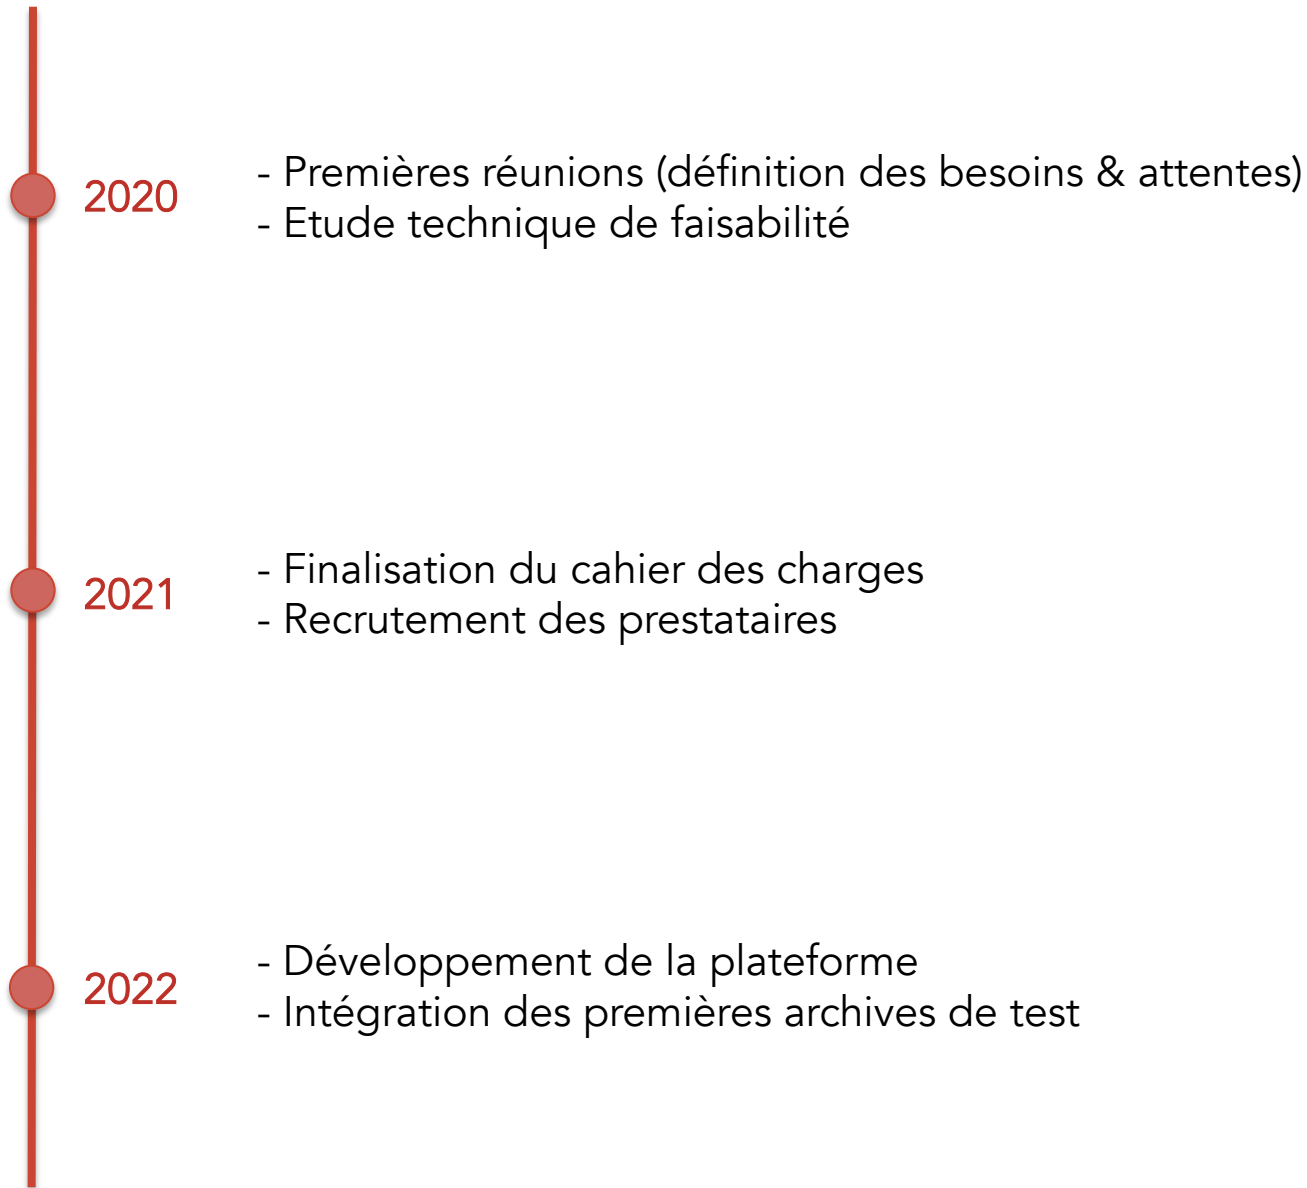 2020
- Premières réunions (définition des besoins & attentes)
- Etude technique de faisabilité
2021
- Finalisation du cahier des charges
- Recrutement des prestataires
2022
- Développement de la plateforme
- Intégration des premières archives de test